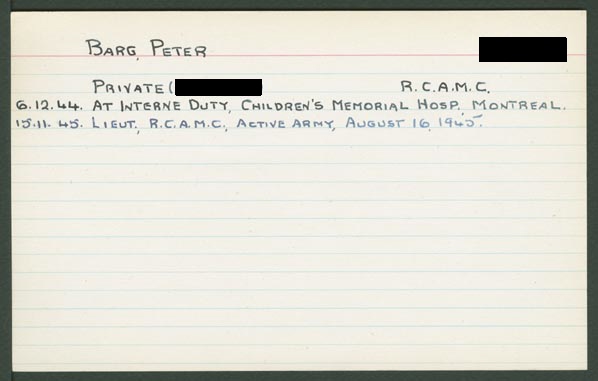 BARG, PETER
PRIVATE ( R.C.A.M.C.
6.12.44. AT INTERNE DUTY, CHILDREN'S MEMORIAL HOSP. MONTREAL.
15.11.45. LIEUT., R.C.A.M.C., ACTIVE ARMY, AUGUST 16, 1945.